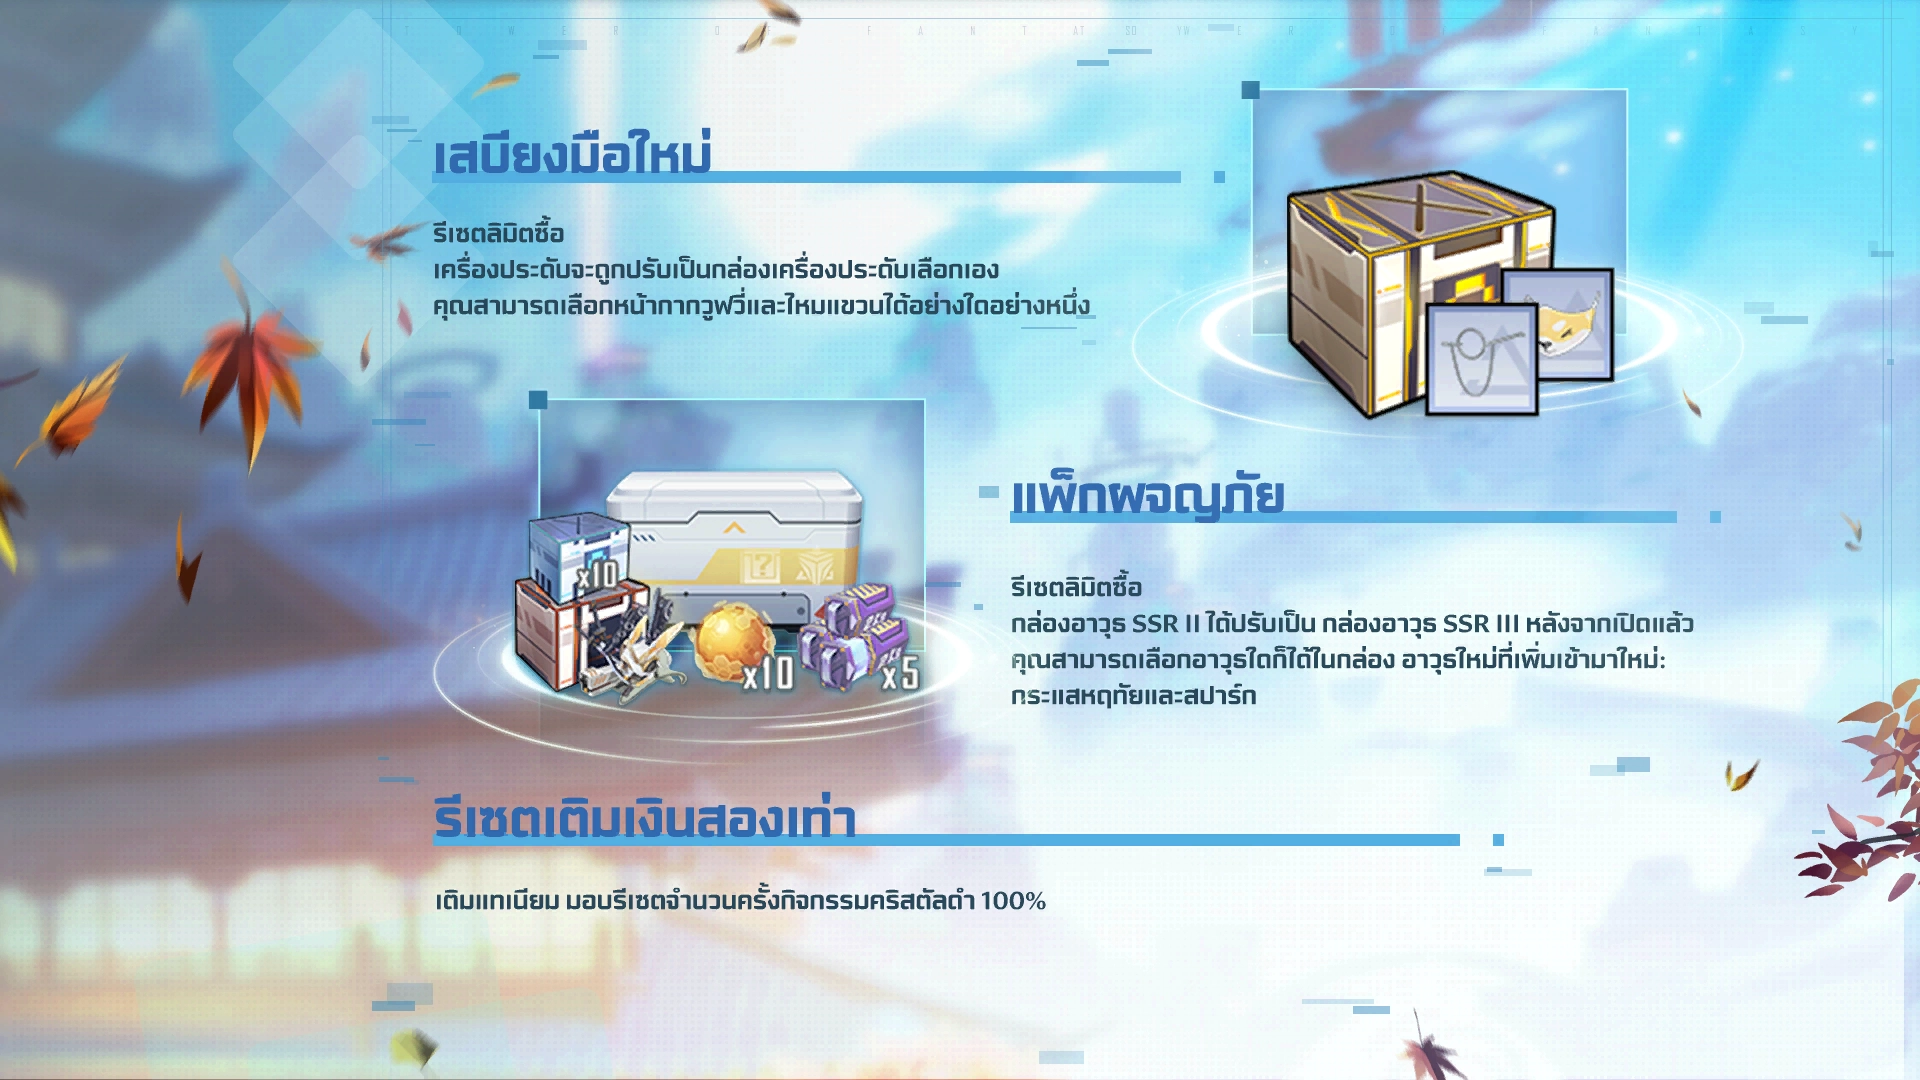 เสบียงมือใหม่
รีเซตลิมิตซื้อ
เครื่องประดับจะถูกปรับเป็นกล่องเครื่องประดับเลือกเอง
คุณสามารถเลือกหน้ากากวูฟวี่และไหมแขวนได้อย่างใดอย่างหนึ่ง
แพ็กผจญภัย
รีเซตลิมิตซื้อ
กล่องอาวุธ SSR II ได้ปรับเป็น กล่องอาวุธ SSR III หลังจากเปิดแล้ว
คุณสามารถเลือกอาวุธใดก็ได้ในกล่อง อาวุธใหม่ที่เพิ่มเข้ามาใหม่:
กระแสหฤทัยและสปาร์ก
x10
x10
x5
รีเซตเติมเงินสองเท่า
เติมแทเนียม มอบรีเซตจำนวนครั้งกิจกรรมคริสตัลดำ 100%